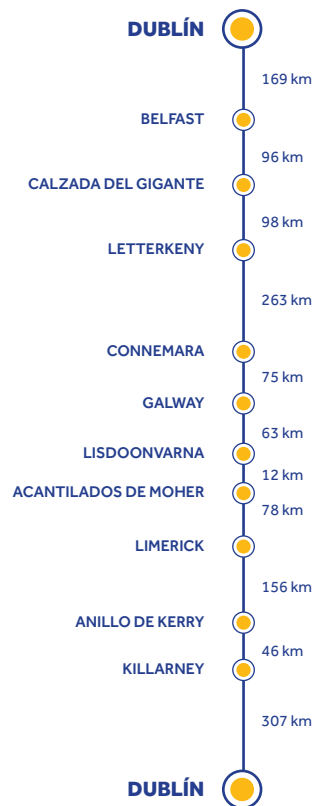 DUBLÍN
169 km
BELFAST
96 km
CALZADA DEL GIGANTE
98 km
LETTERKENY
263 km
CONNEMARA
75 km
GALWAY
63 km
LISDOONVARNA
12 km
ACANTILADOS DE MOHER
78 km
LIMERICK
156 km
ANILLO DE KERRY
46 km
KILLARNEY
307 km
DUBLÍN